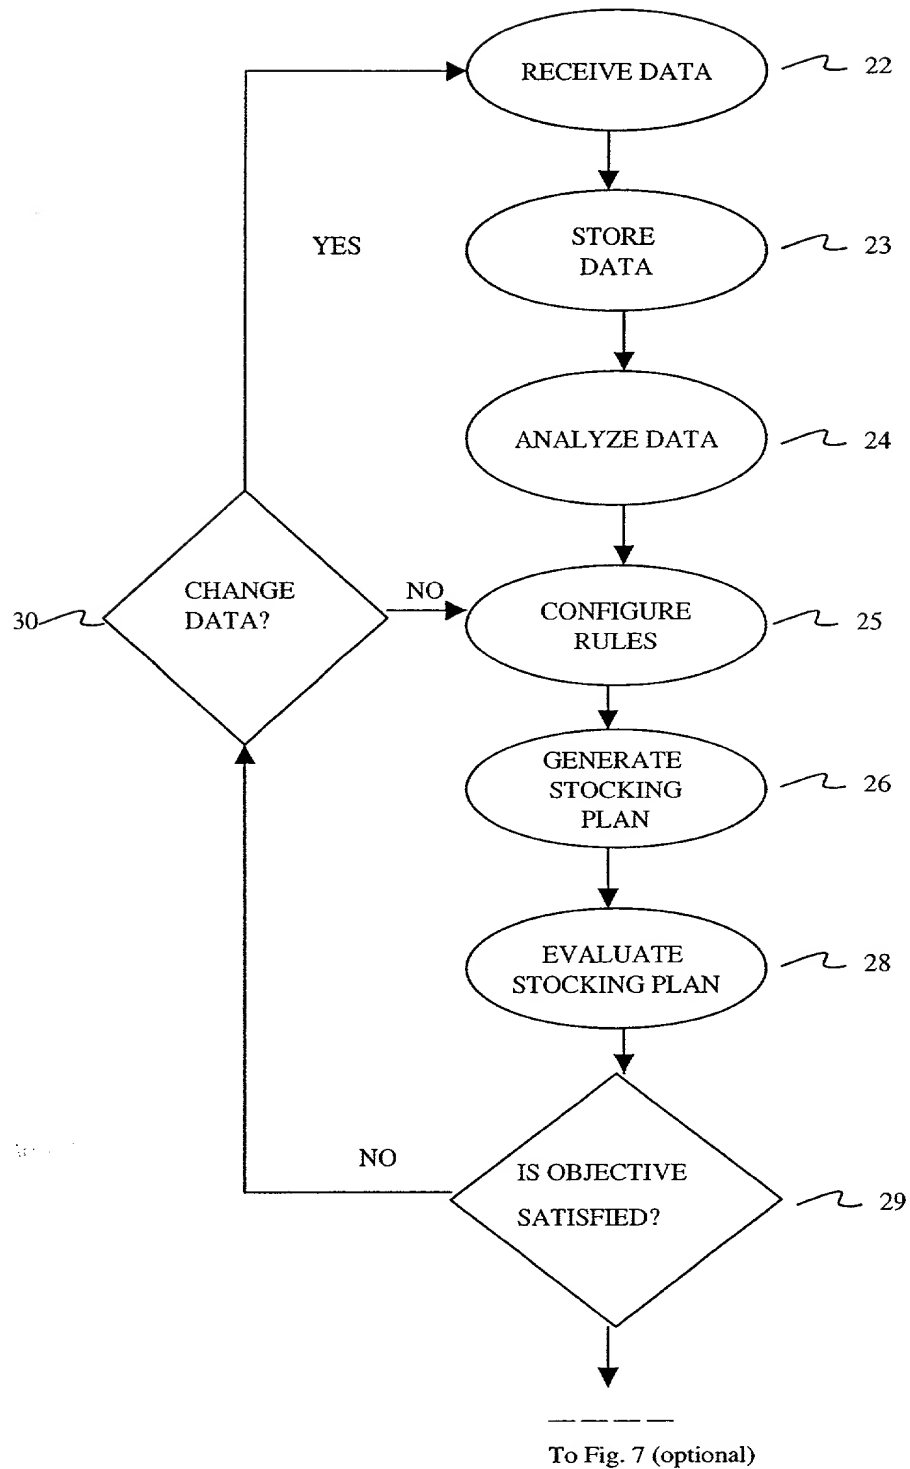 RECEIVE DATA
22
YES
STORE
DATA
23
ANALYZE DATA
24
CHANGE
DATA?
30
NO
CONFIGURE
RULES
25
GENERATE
STOCKING
PLAN
26
EVALUATE
STOCKING PLAN
28
NO
IS OBJECTIVE
SATISFIED?
29
To Fig. 7 (optional)